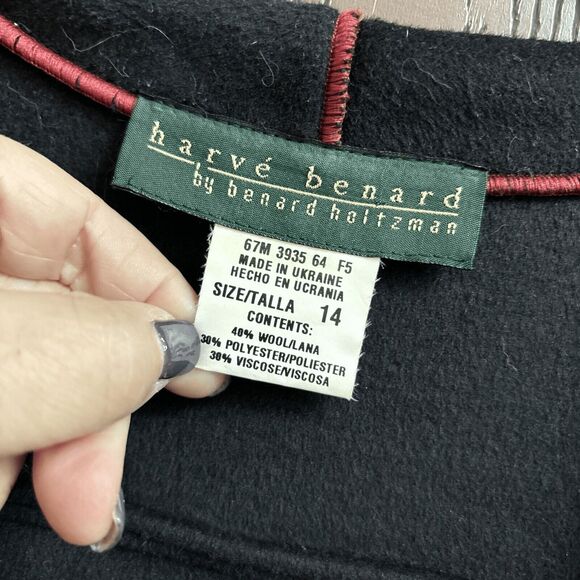 harvé benard
by benard holtzman
67M 3935 64 F5
MADE IN UKRAINE
HECHO EN UCRANIA
SIZE/TALLA 14
CONTENTS:
40% WOOL/LANA
30% POLYESTER/POLIESTER
30% VISCOSE/VISCOSA